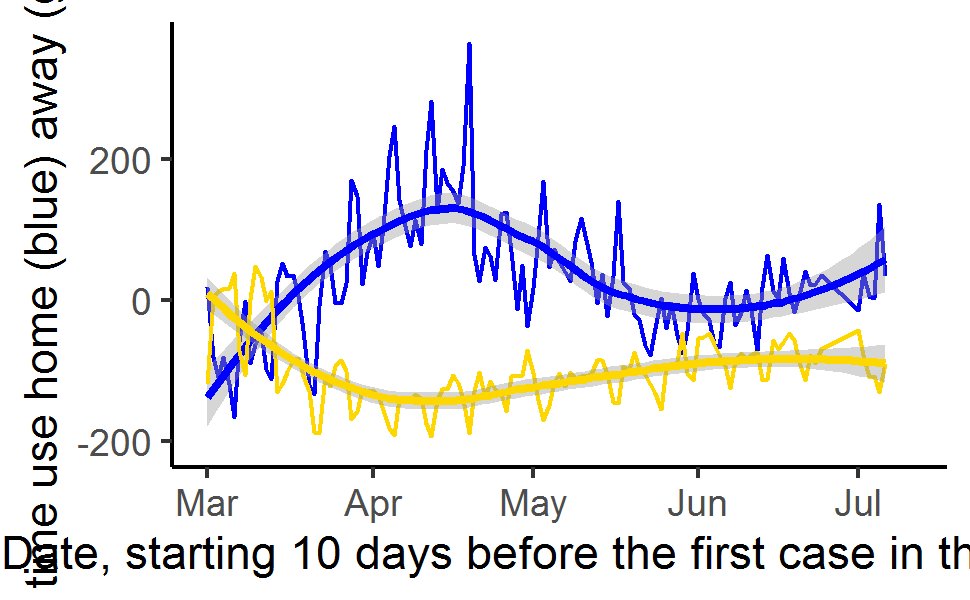 time use home (blue) away (
200
0
-200
Mar Apr May Jun Jul
Date, starting 10 days before the first case in th